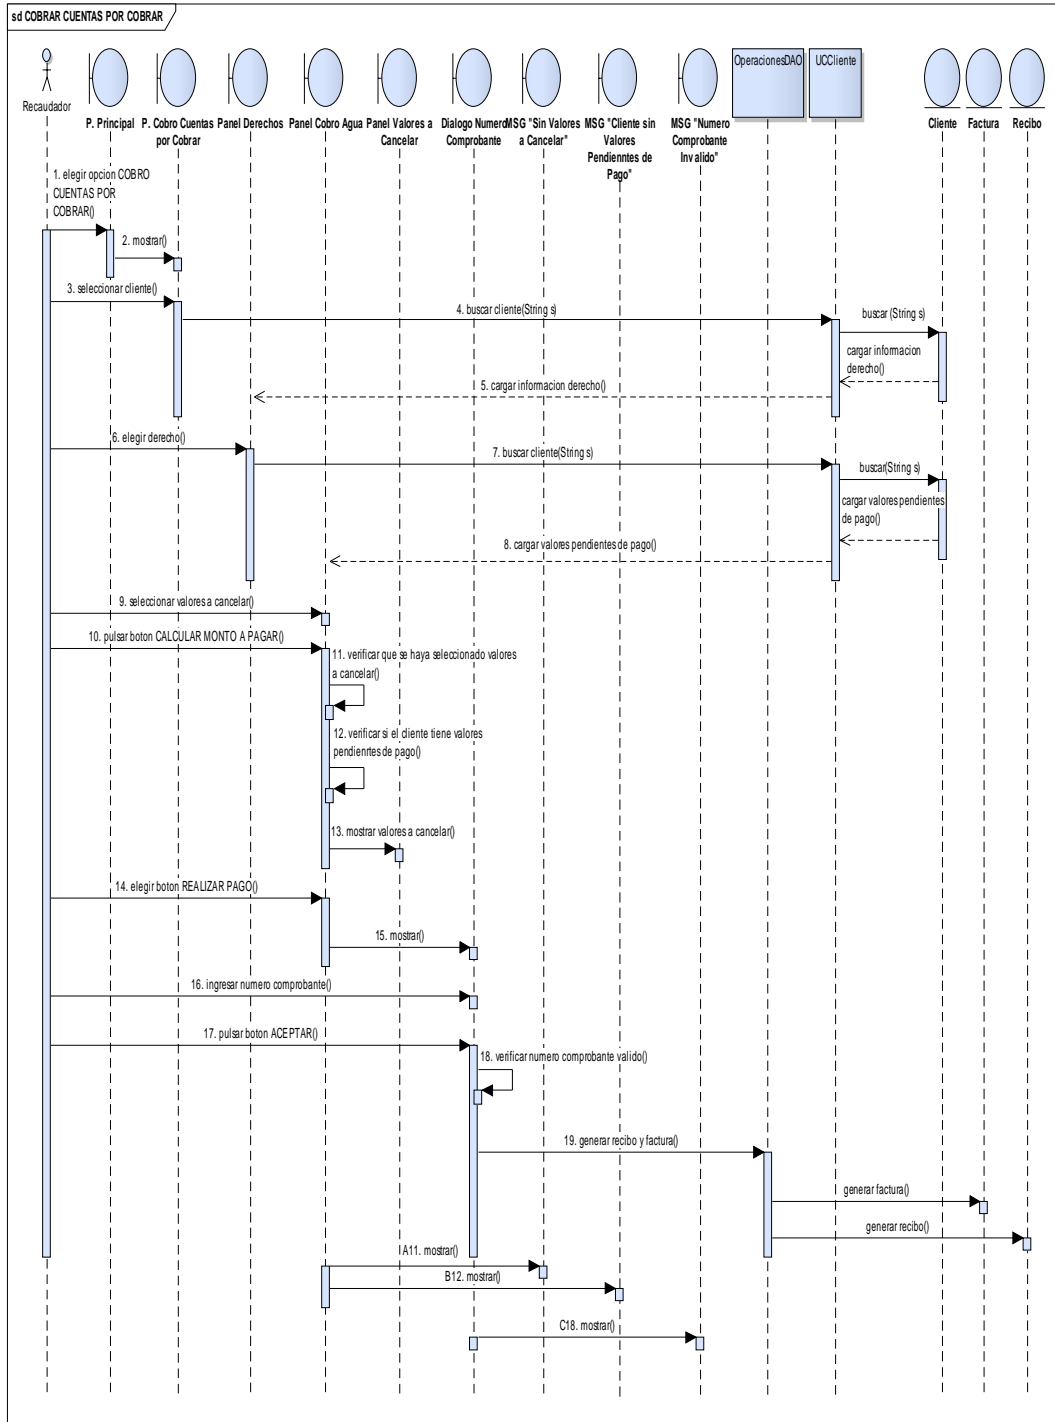 sd COBRAR CUENTAS POR COBRAR
Recaudador
P. Principal
P. Cobro Cuentas
por Cobrar
Panel Derechos
Panel Cobro Agua
Panel Valores a
Cancelar
Dialogo Numero
Comprobante
MSG "Sin Valores
a Cancelar"
MSG "Cliente sin
Valores
Pendienntes de
Pago"
MSG "Numero
Comprobante
Invalido"
OperacionesDAO
UCCliente
Cliente
Factura
Recibo
1. elegir opcion COBRO
CUENTAS POR
COBRAR()
2. mostrar()
3. seleccionar cliente()
4. buscar cliente(String s)
buscar (String s)
cargar informacion
derecho()
5. cargar informacion derecho()
6. elegir derecho()
7. buscar cliente(String s)
buscar(String s)
cargar valores pendientes
de pago()
8. cargar valores pendientes de pago()
9. seleccionar valores a cancelar()
10. pulsar boton CALCULAR MONTO A PAGAR()
11. verificar que se haya seleccionado valores
a cancelar()
12. verificar si el cliente tiene valores
pendienrtes de pago()
13. mostrar valores a cancelar()
14. elegir boton REALIZAR PAGO()
15. mostrar()
16. ingresar numero comprobante()
17. pulsar boton ACEPTAR()
18. verificar numero comprobante valido()
19. generar recibo y factura()
generar factura()
generar recibo()
A11. mostrar()
B12. mostrar()
C18. mostrar()